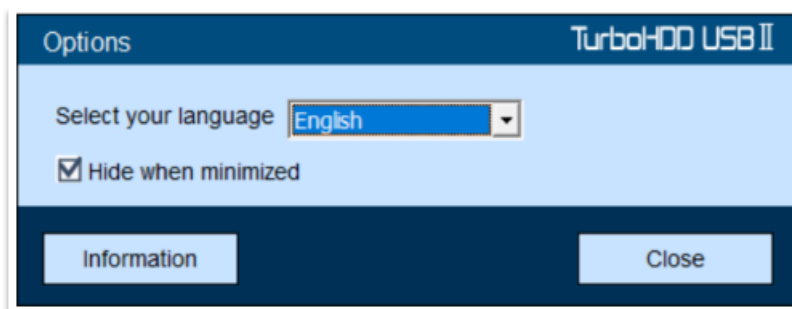 Options TurboHDD USB Ⅱ
Select your language English
Hide when minimized
Information Close